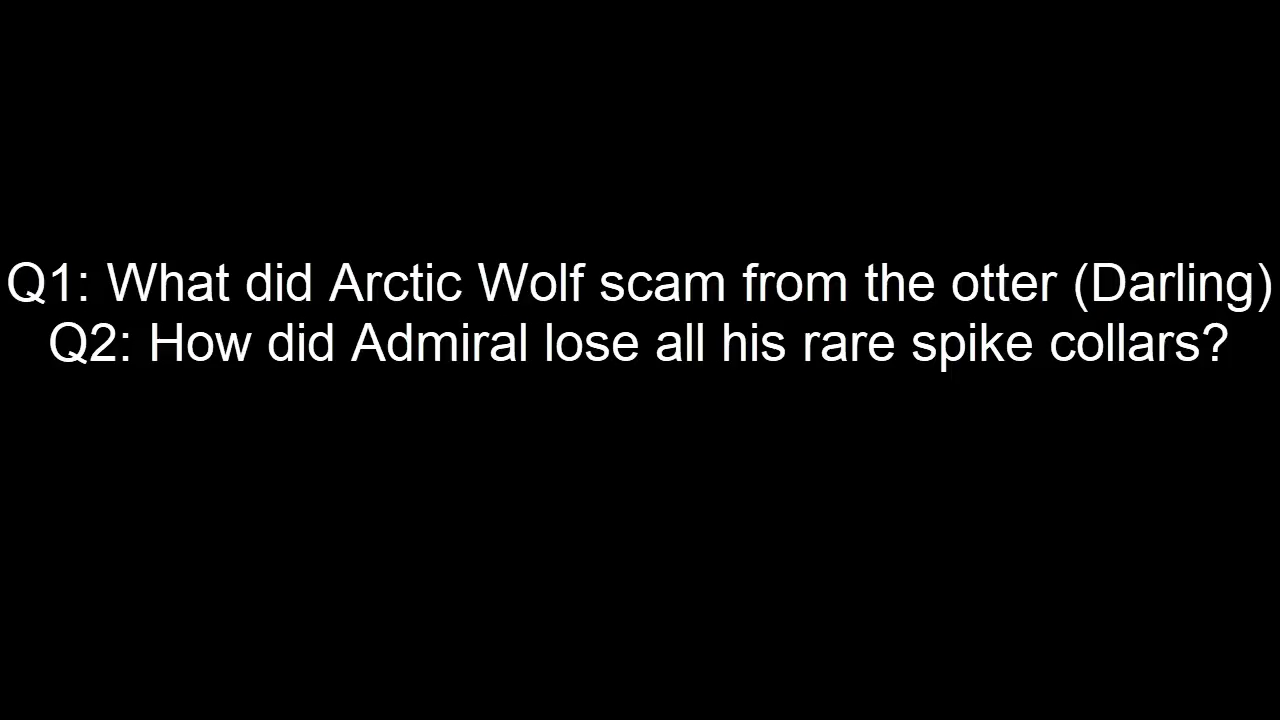 Q1: What did Arctic Wolf scam from the otter (Darling)
Q2: How did Admiral lose all his rare spike collars?